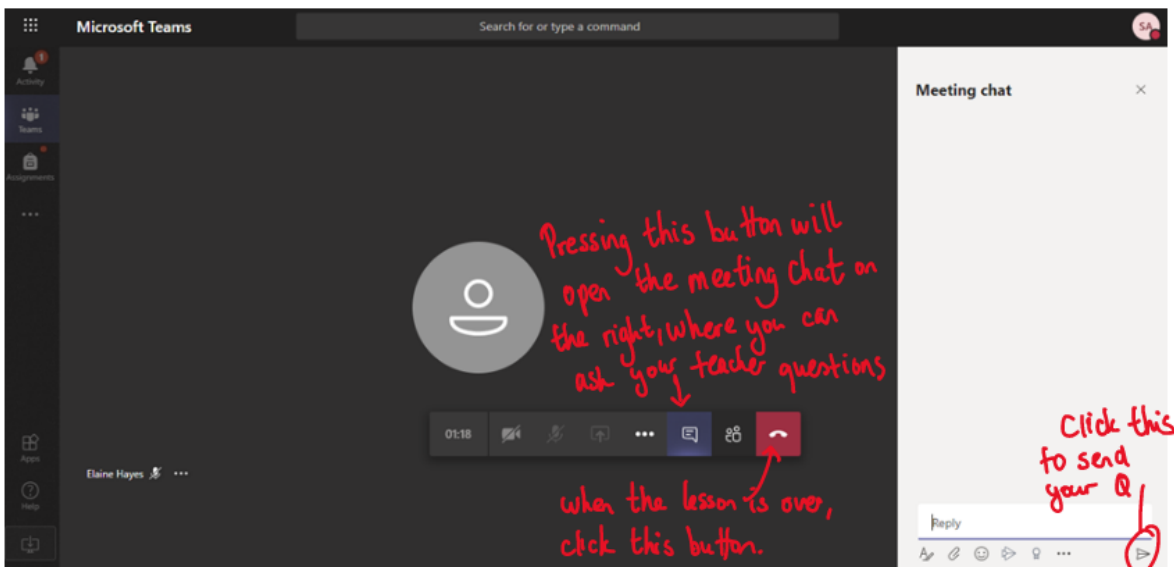 Microsoft Teams
Search for or type a command
SA
1
Activity
Teams
Assignments
Meeting chat
Pressing this button will
open the meeting chat on
the right, where you can
ask your teacher questions
01:18
Elaine Hayes
when the lesson is over,
click this button.
Click this
to send
your Q
Reply
Apps
Help